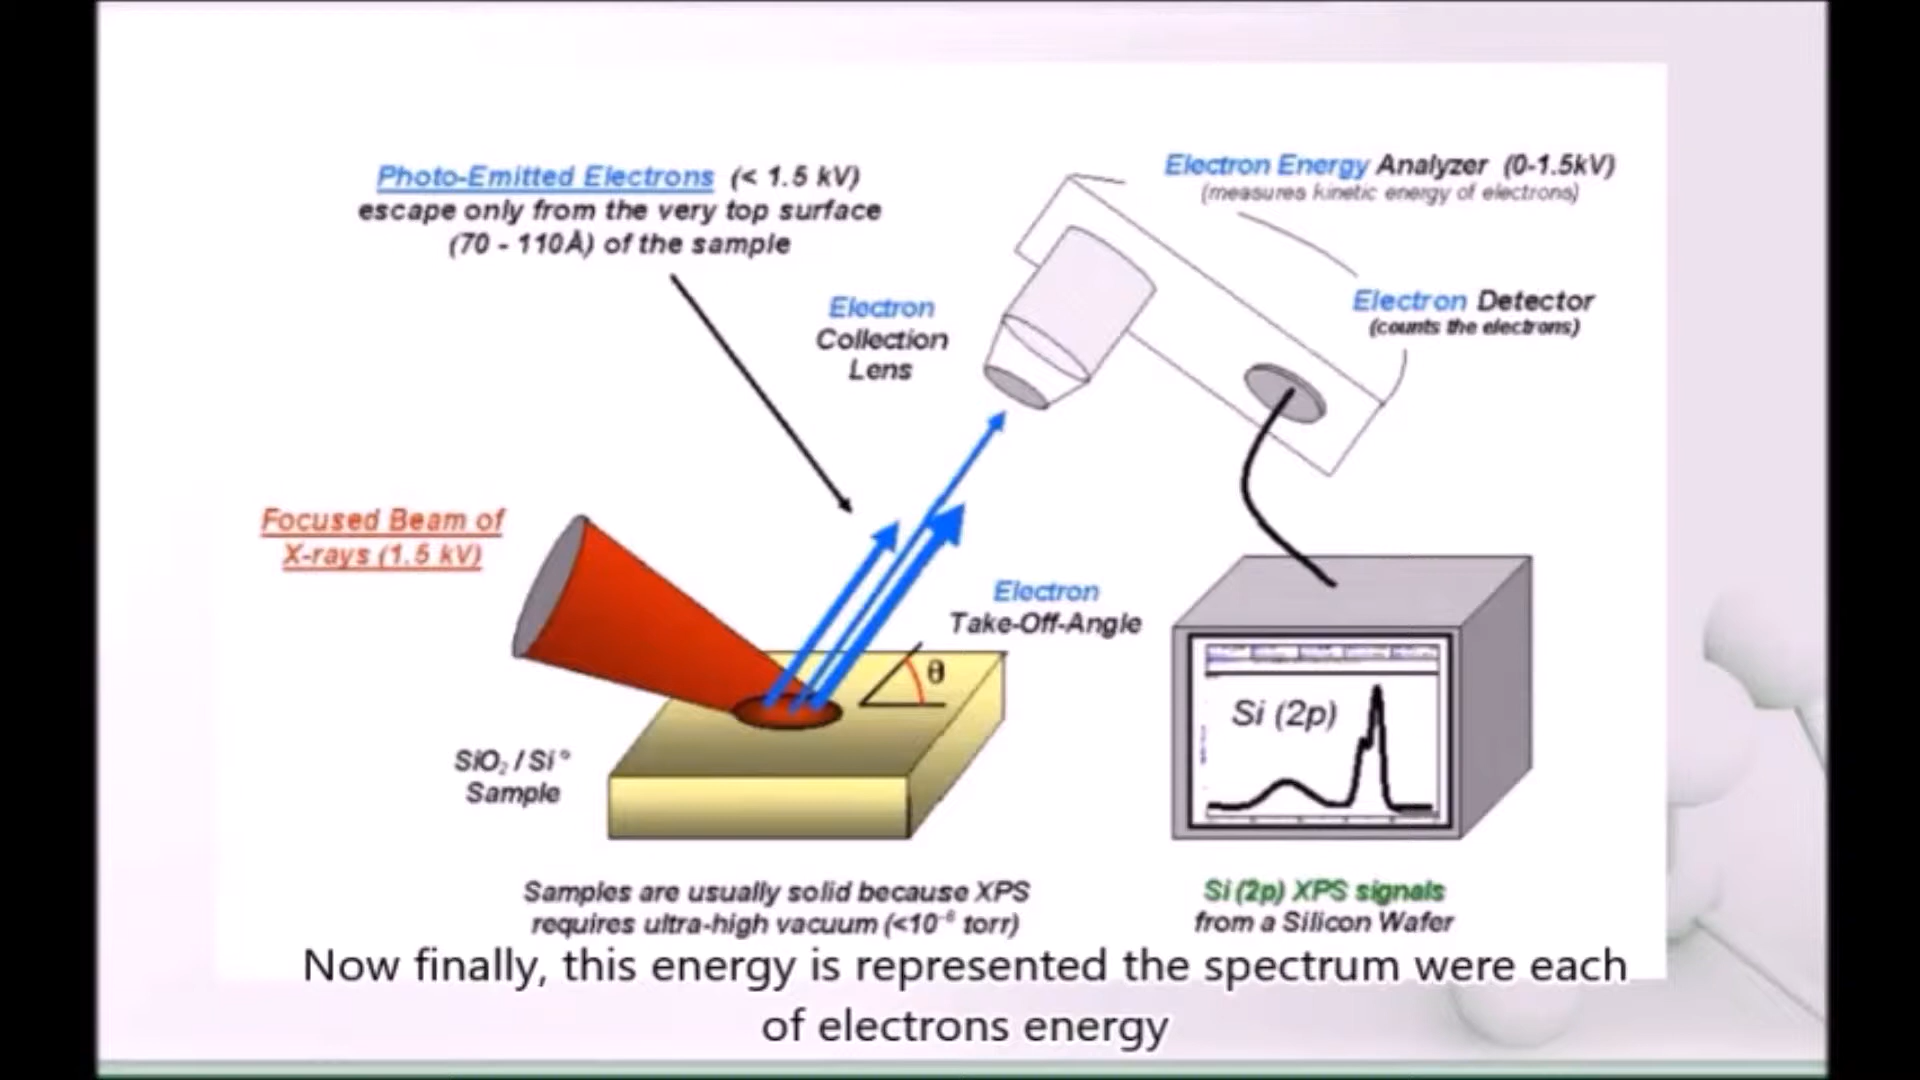 Photo-Emitted Electrons (< 1.5 kV)
escape only from the very top surface
(70 - 110Å) of the sample
Electron Energy Analyzer (0-1.5kV)
(measures kinetic energy of electrons)
Electron
Collection
Lens
Electron Detector
(counts the electrons)
Focused Beam of
X-rays (1.5 kV)
Electron
Take-Off-Angle
θ
Si (2p)
SiO₂ / Si°
Sample
Samples are usually solid because XPS
requires ultra-high vacuum (<10⁻⁸ torr)
Si (2p) XPS signals
from a Silicon Wafer
Now finally, this energy is represented the spectrum were each
of electrons energy